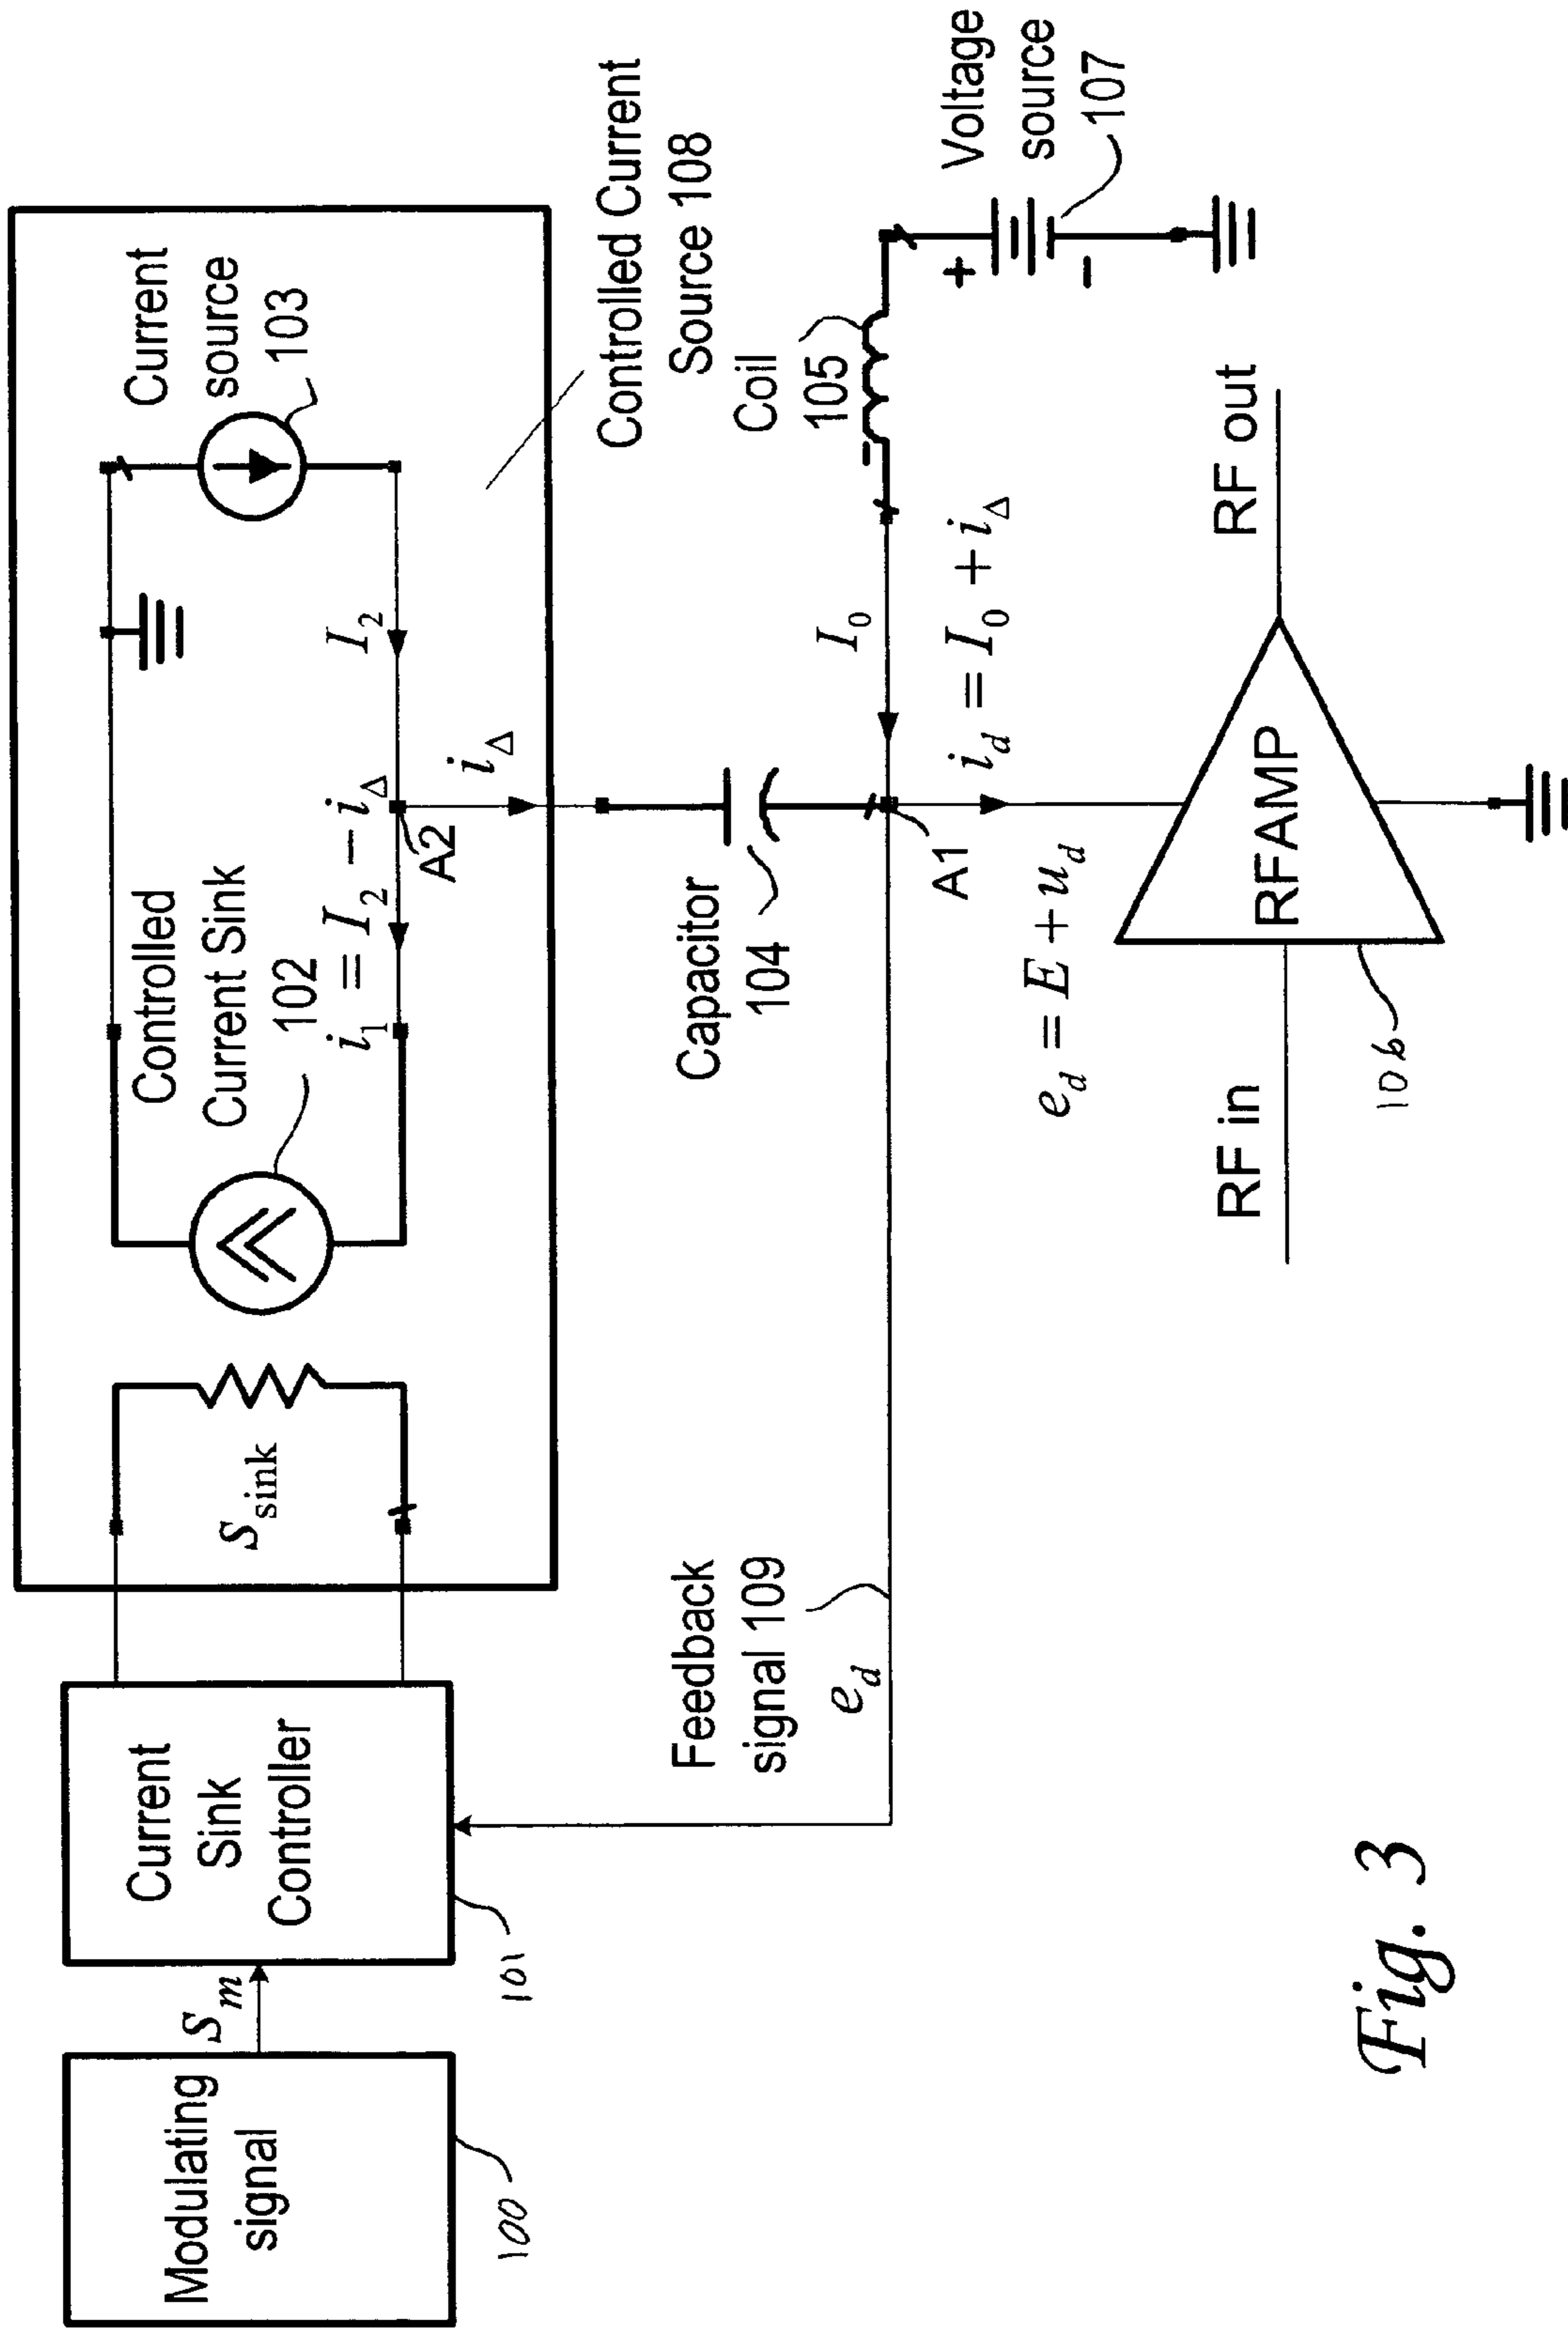 Modulating
signal
100
s_m
Current
Sink
Controller
101
s_sink
Controlled
Current Sink
102
i_1 = I_2 − i_Δ
A2
I_2
Current
source
103
i_Δ
Controlled Current
Source 108
Capacitor
104
Coil
105
Voltage
source
107
+
−
−
I_0
A1
i_d = I_0 + i_Δ
e_d = E + u_d
Feedback
signal 109
e_d
RF in
RFAMP
RF out
106
Fig. 3